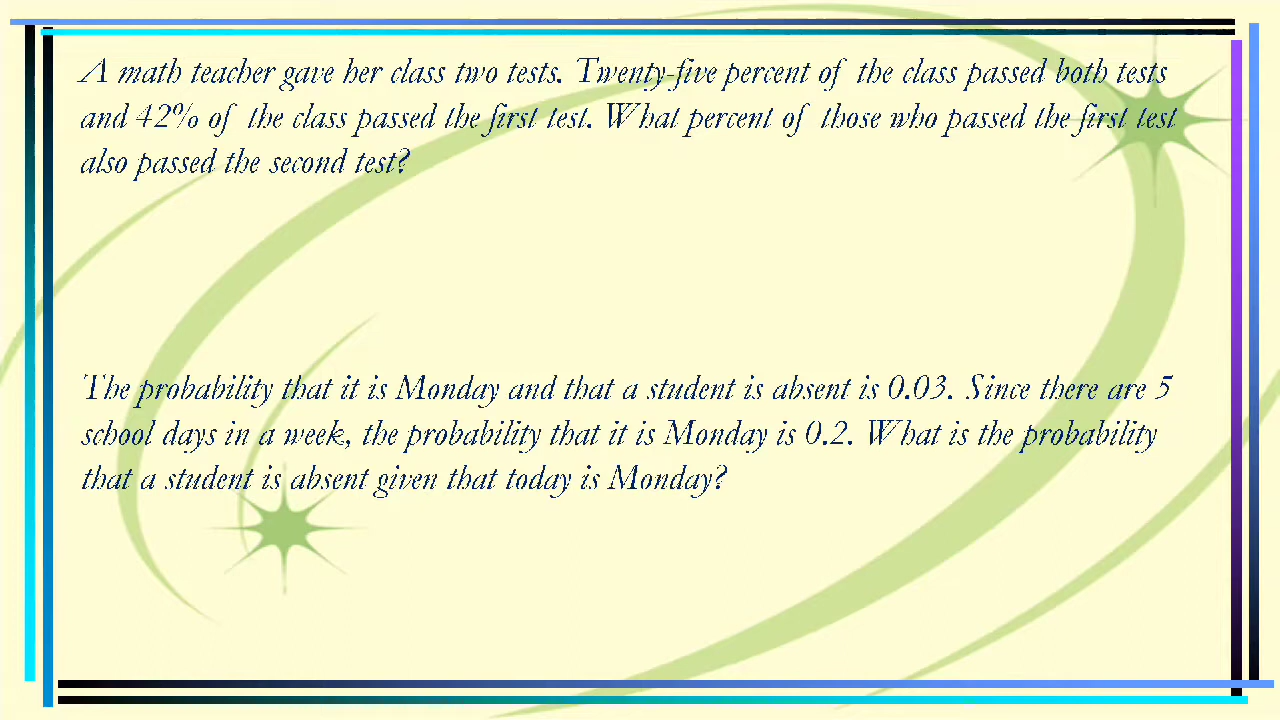 A math teacher gave her class two tests. Twenty-five percent of the class passed both tests
and 42% of the class passed the first test. What percent of those who passed the first test
also passed the second test?
The probability that it is Monday and that a student is absent is 0.03. Since there are 5
school days in a week, the probability that it is Monday is 0.2. What is the probability
that a student is absent given that today is Monday?